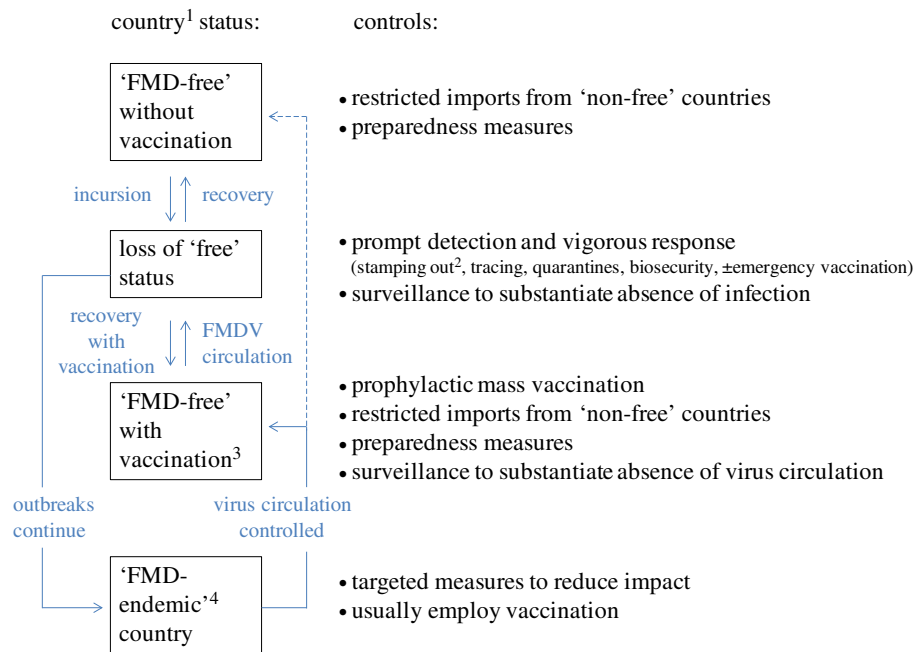 country¹ status:
controls:
‘FMD-free’
without
vaccination
• restricted imports from ‘non-free’ countries
• preparedness measures
incursion
recovery
loss of ‘free’
status
• prompt detection and vigorous response
(stamping out², tracing, quarantines, biosecurity, ±emergency vaccination)
• surveillance to substantiate absence of infection
recovery
with
vaccination
FMDV
circulation
‘FMD-free’
with
vaccination³
• prophylactic mass vaccination
• restricted imports from ‘non-free’ countries
• preparedness measures
• surveillance to substantiate absence of virus circulation
outbreaks
continue
virus circulation
controlled
‘FMD-
endemic’⁴
country
• targeted measures to reduce impact
• usually employ vaccination